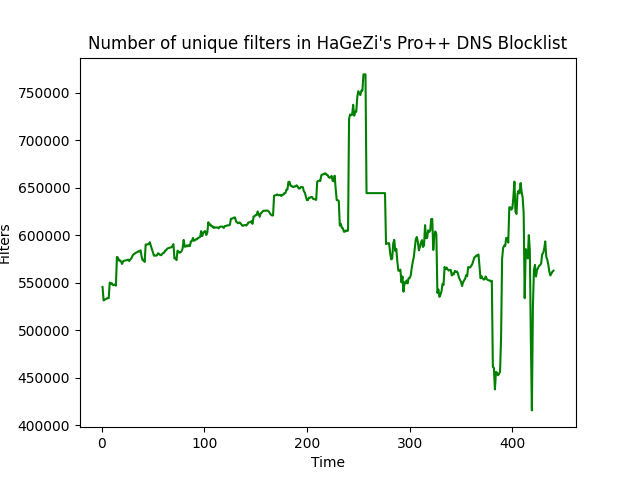 Number of unique filters in HaGeZi's Pro++ DNS Blocklist
750000
700000
650000
600000
550000
500000
450000
400000
Filters
0 100 200 300 400
Time